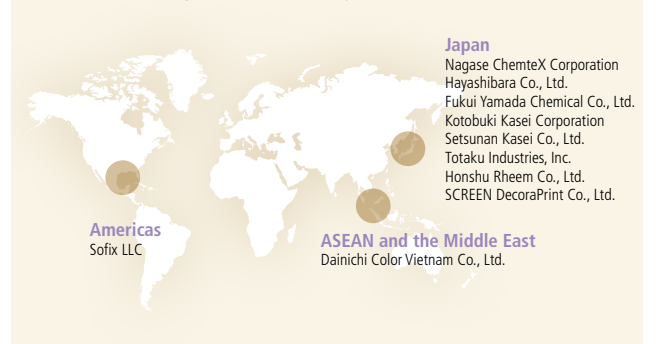 Japan
Nagase ChemteX Corporation
Hayashibara Co., Ltd.
Fukui Yamada Chemical Co., Ltd.
Kotobuki Kasei Corporation
Setsunan Kasei Co., Ltd.
Totaku Industries, Inc.
Honshu Rheem Co., Ltd.
SCREEN DecoraPrint Co., Ltd.
Americas
Sofix LLC
ASEAN and the Middle East
Dainichi Color Vietnam Co., Ltd.